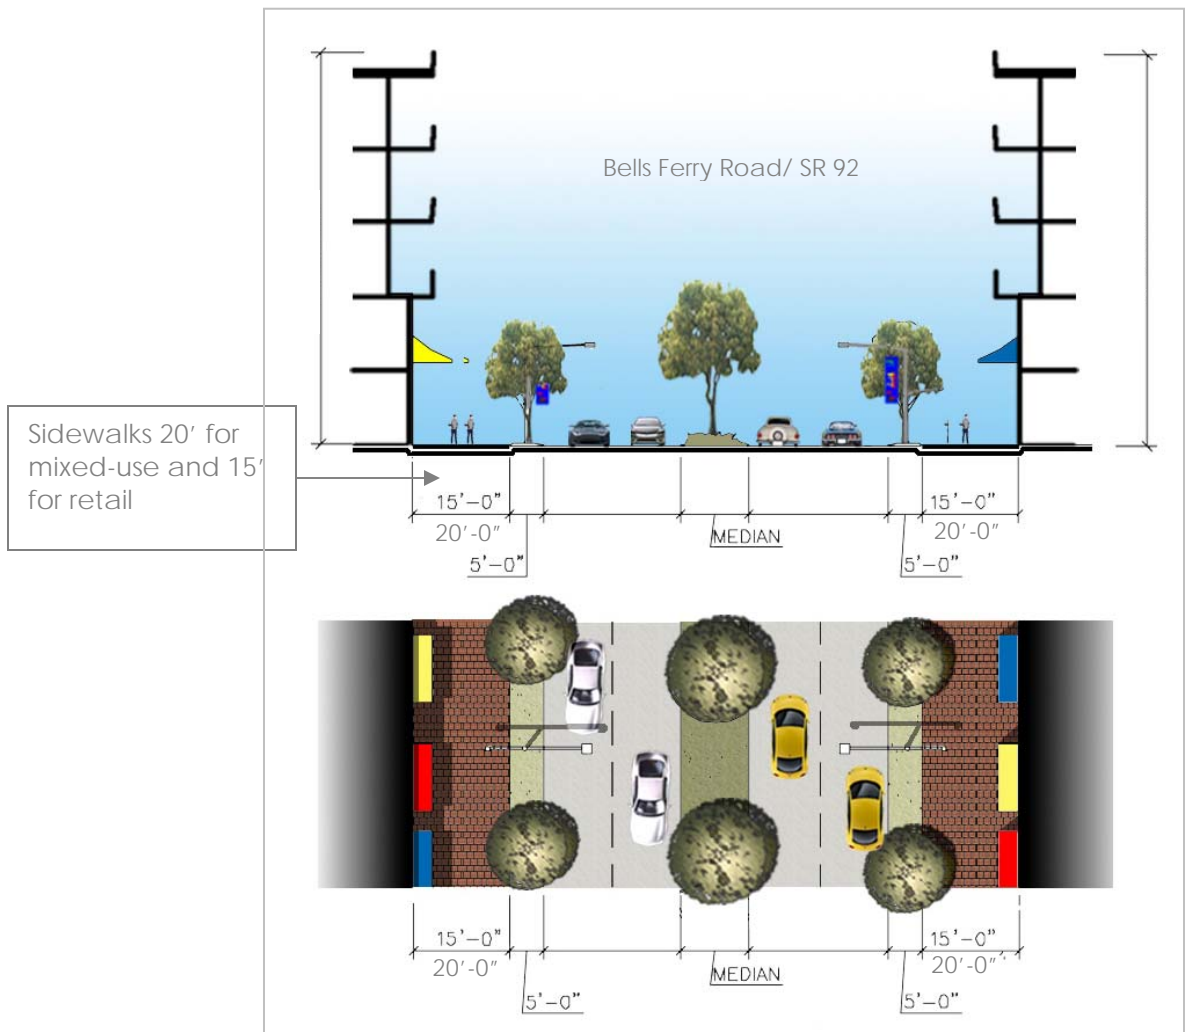 Bells Ferry Road/ SR 92
Sidewalks 20' for
mixed-use and 15'
for retail
15'-0"
15'-0"
20'-0"
MEDIAN
20'-0"
5'-0"
5'-0"
15'-0"
15'-0"
20'-0"
MEDIAN
20'-0"
5'-0"
5'-0"